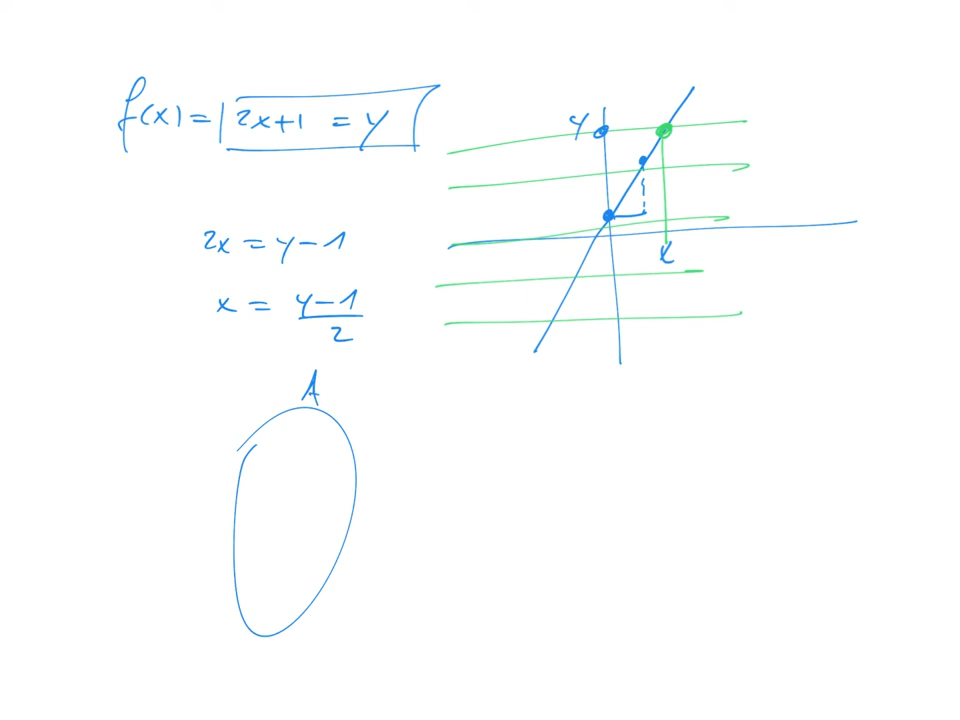 f(x) = 2x+1 = y
y
2x = y-1
x
x = y-1
2
A